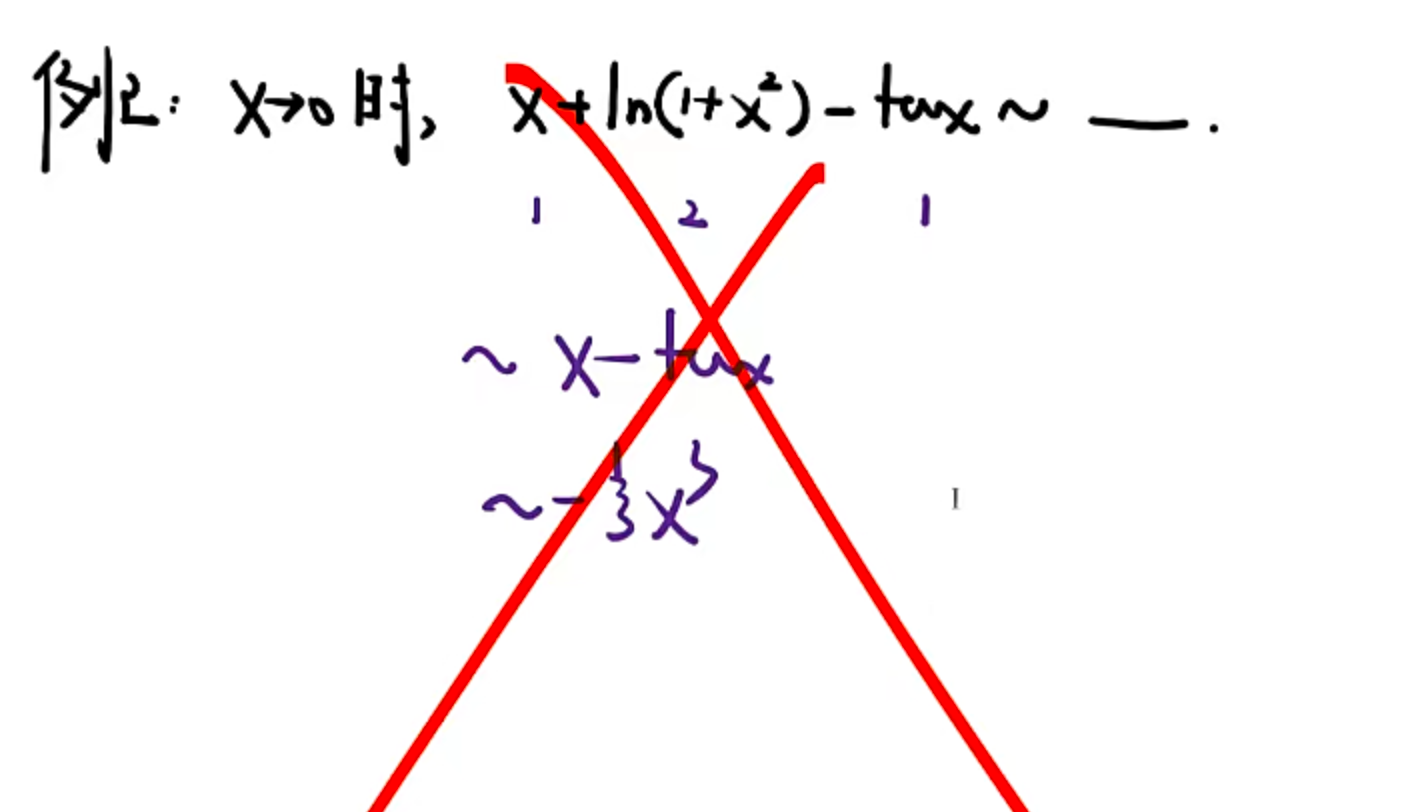 例2: x→0时, x+ln(1+x²)-tanx~___.
1 2 1
~ x-tanx
~-⅓x³